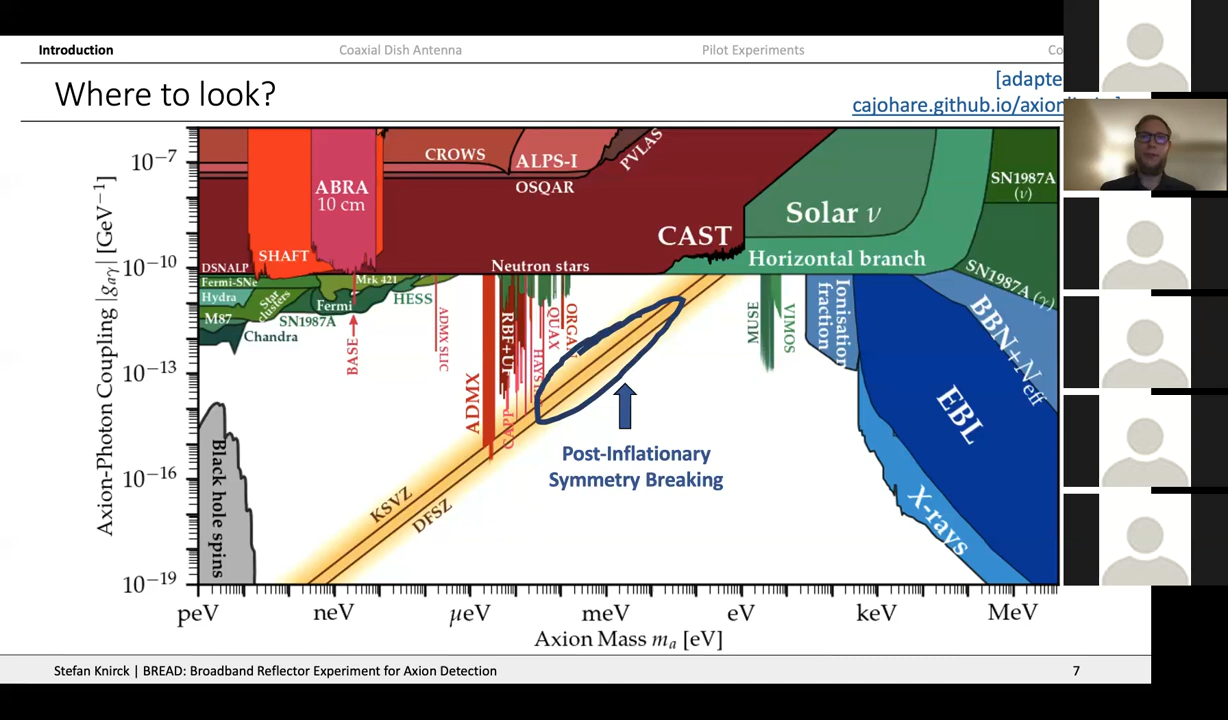 Introduction
Coaxial Dish Antenna
Pilot Experiments
Co
Where to look?
[adapte
cajohare.github.io/axion
Axion-Photon Coupling |gaγ| [GeV⁻¹]
10⁻⁷
10⁻¹⁰
10⁻¹³
10⁻¹⁶
10⁻¹⁹
CROWS
ALPS-I
PVLAS
OSQAR
ABRA
10 cm
SHAFT
CAST
Solar ν
Horizontal branch
SN1987A
(ν)
SN1987A (γ)
DSNALP
Fermi-SNe
Hydra
M87
Star
clusters
Chandra
SN1987A
Fermi
Mrk 421
HESS
Neutron stars
BASE
ADMX SLIC
ADMX
RBF+UF
CAPP
HAYS
QUAX
ORGA
MUSE
VIMOS
Ionisation
fraction
BBN+Neff
EBL
X-rays
Black hole spins
KSVZ
DFSZ
Post-Inflationary
Symmetry Breaking
peV
neV
μeV
meV
eV
keV
MeV
Axion Mass ma [eV]
Stefan Knirck | BREAD: Broadband Reflector Experiment for Axion Detection
7